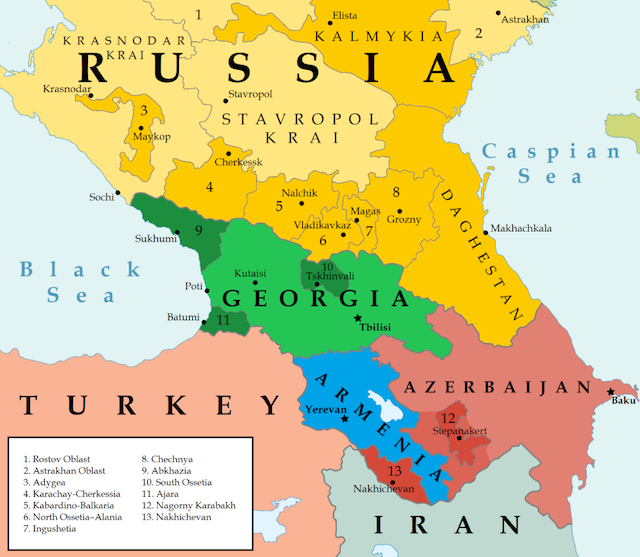 1
Elista
Astrakhan
2
KRASNODAR
KRAI
KALMYKIA
RUSSIA
Krasnodar
Stavropol
3
STAVROPOL
KRAI
Maykop
Cherkessk
Caspian
Sea
4
Nalchik
5
8
Magas
Grozny
Vladikavkaz
6
7
DAGHESTAN
Sochi
9
Sukhumi
Makhachkala
Black
Sea
Kutaisi
10
Tskhinvali
Poti
GEORGIA
Batumi
11
Tbilisi
ARMENIA
AZERBAIJAN
Baku
TURKEY
Yerevan
12
Stepanakert
13
Nakhichevan
IRAN
1. Rostov Oblast
2. Astrakhan Oblast
3. Adygea
4. Karachay-Cherkessia
5. Kabardino-Balkaria
6. North Ossetia–Alania
7. Ingushetia
8. Chechnya
9. Abkhazia
10. South Ossetia
11. Ajara
12. Nagorny Karabakh
13. Nakhichevan